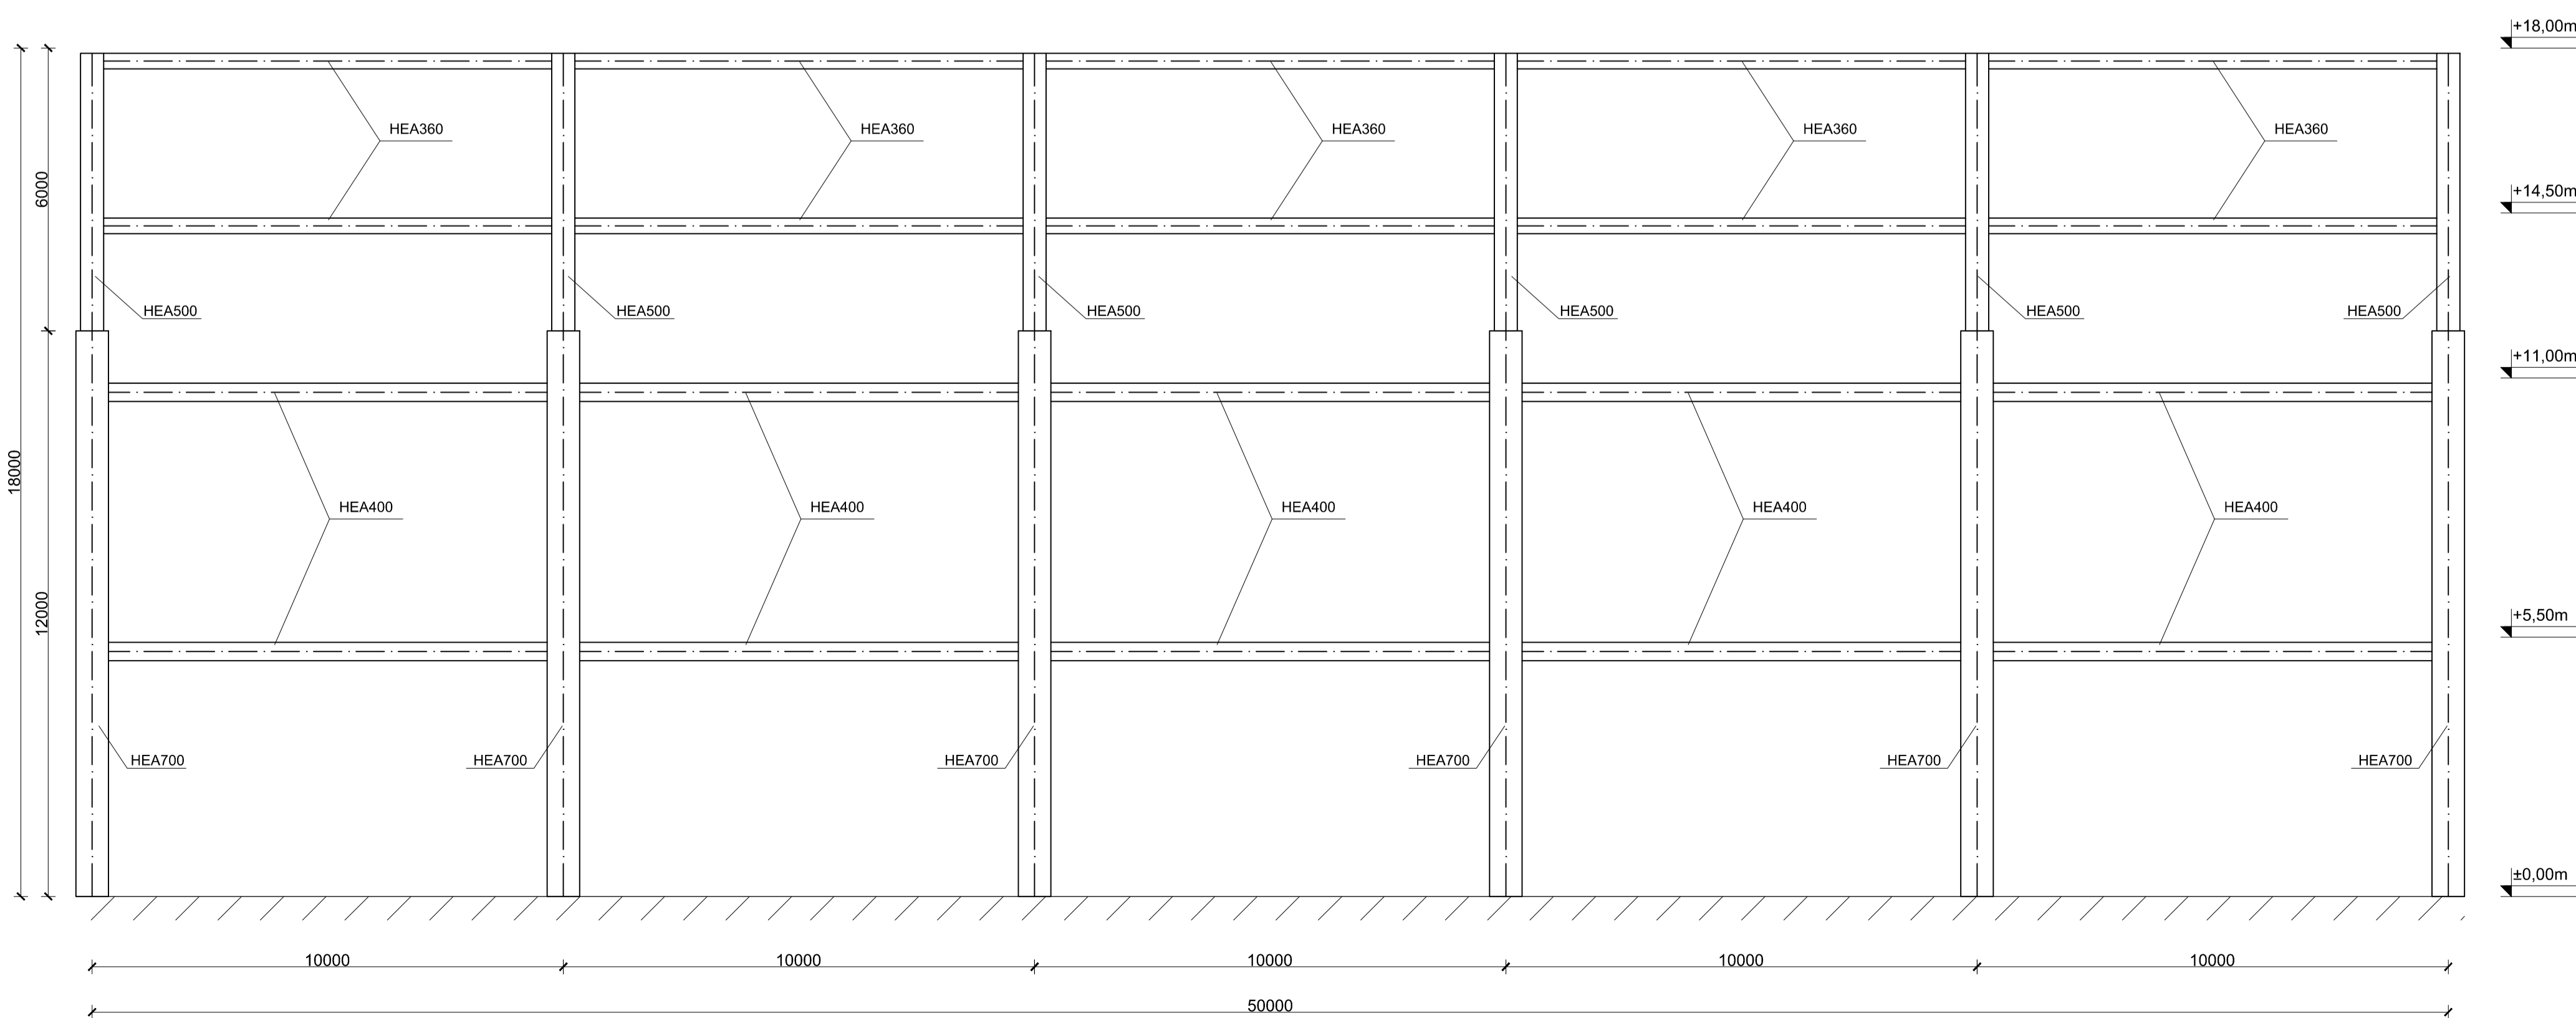 +18,00m
HEA360 HEA360 HEA360 HEA360 HEA360
6000
+14,50m
HEA500 HEA500 HEA500 HEA500 HEA500 HEA500
+11,00m
18000
HEA400 HEA400 HEA400 HEA400 HEA400
12000
+5,50m
HEA700 HEA700 HEA700 HEA700 HEA700 HEA700
±0,00m
10000 10000 10000 10000 10000
50000